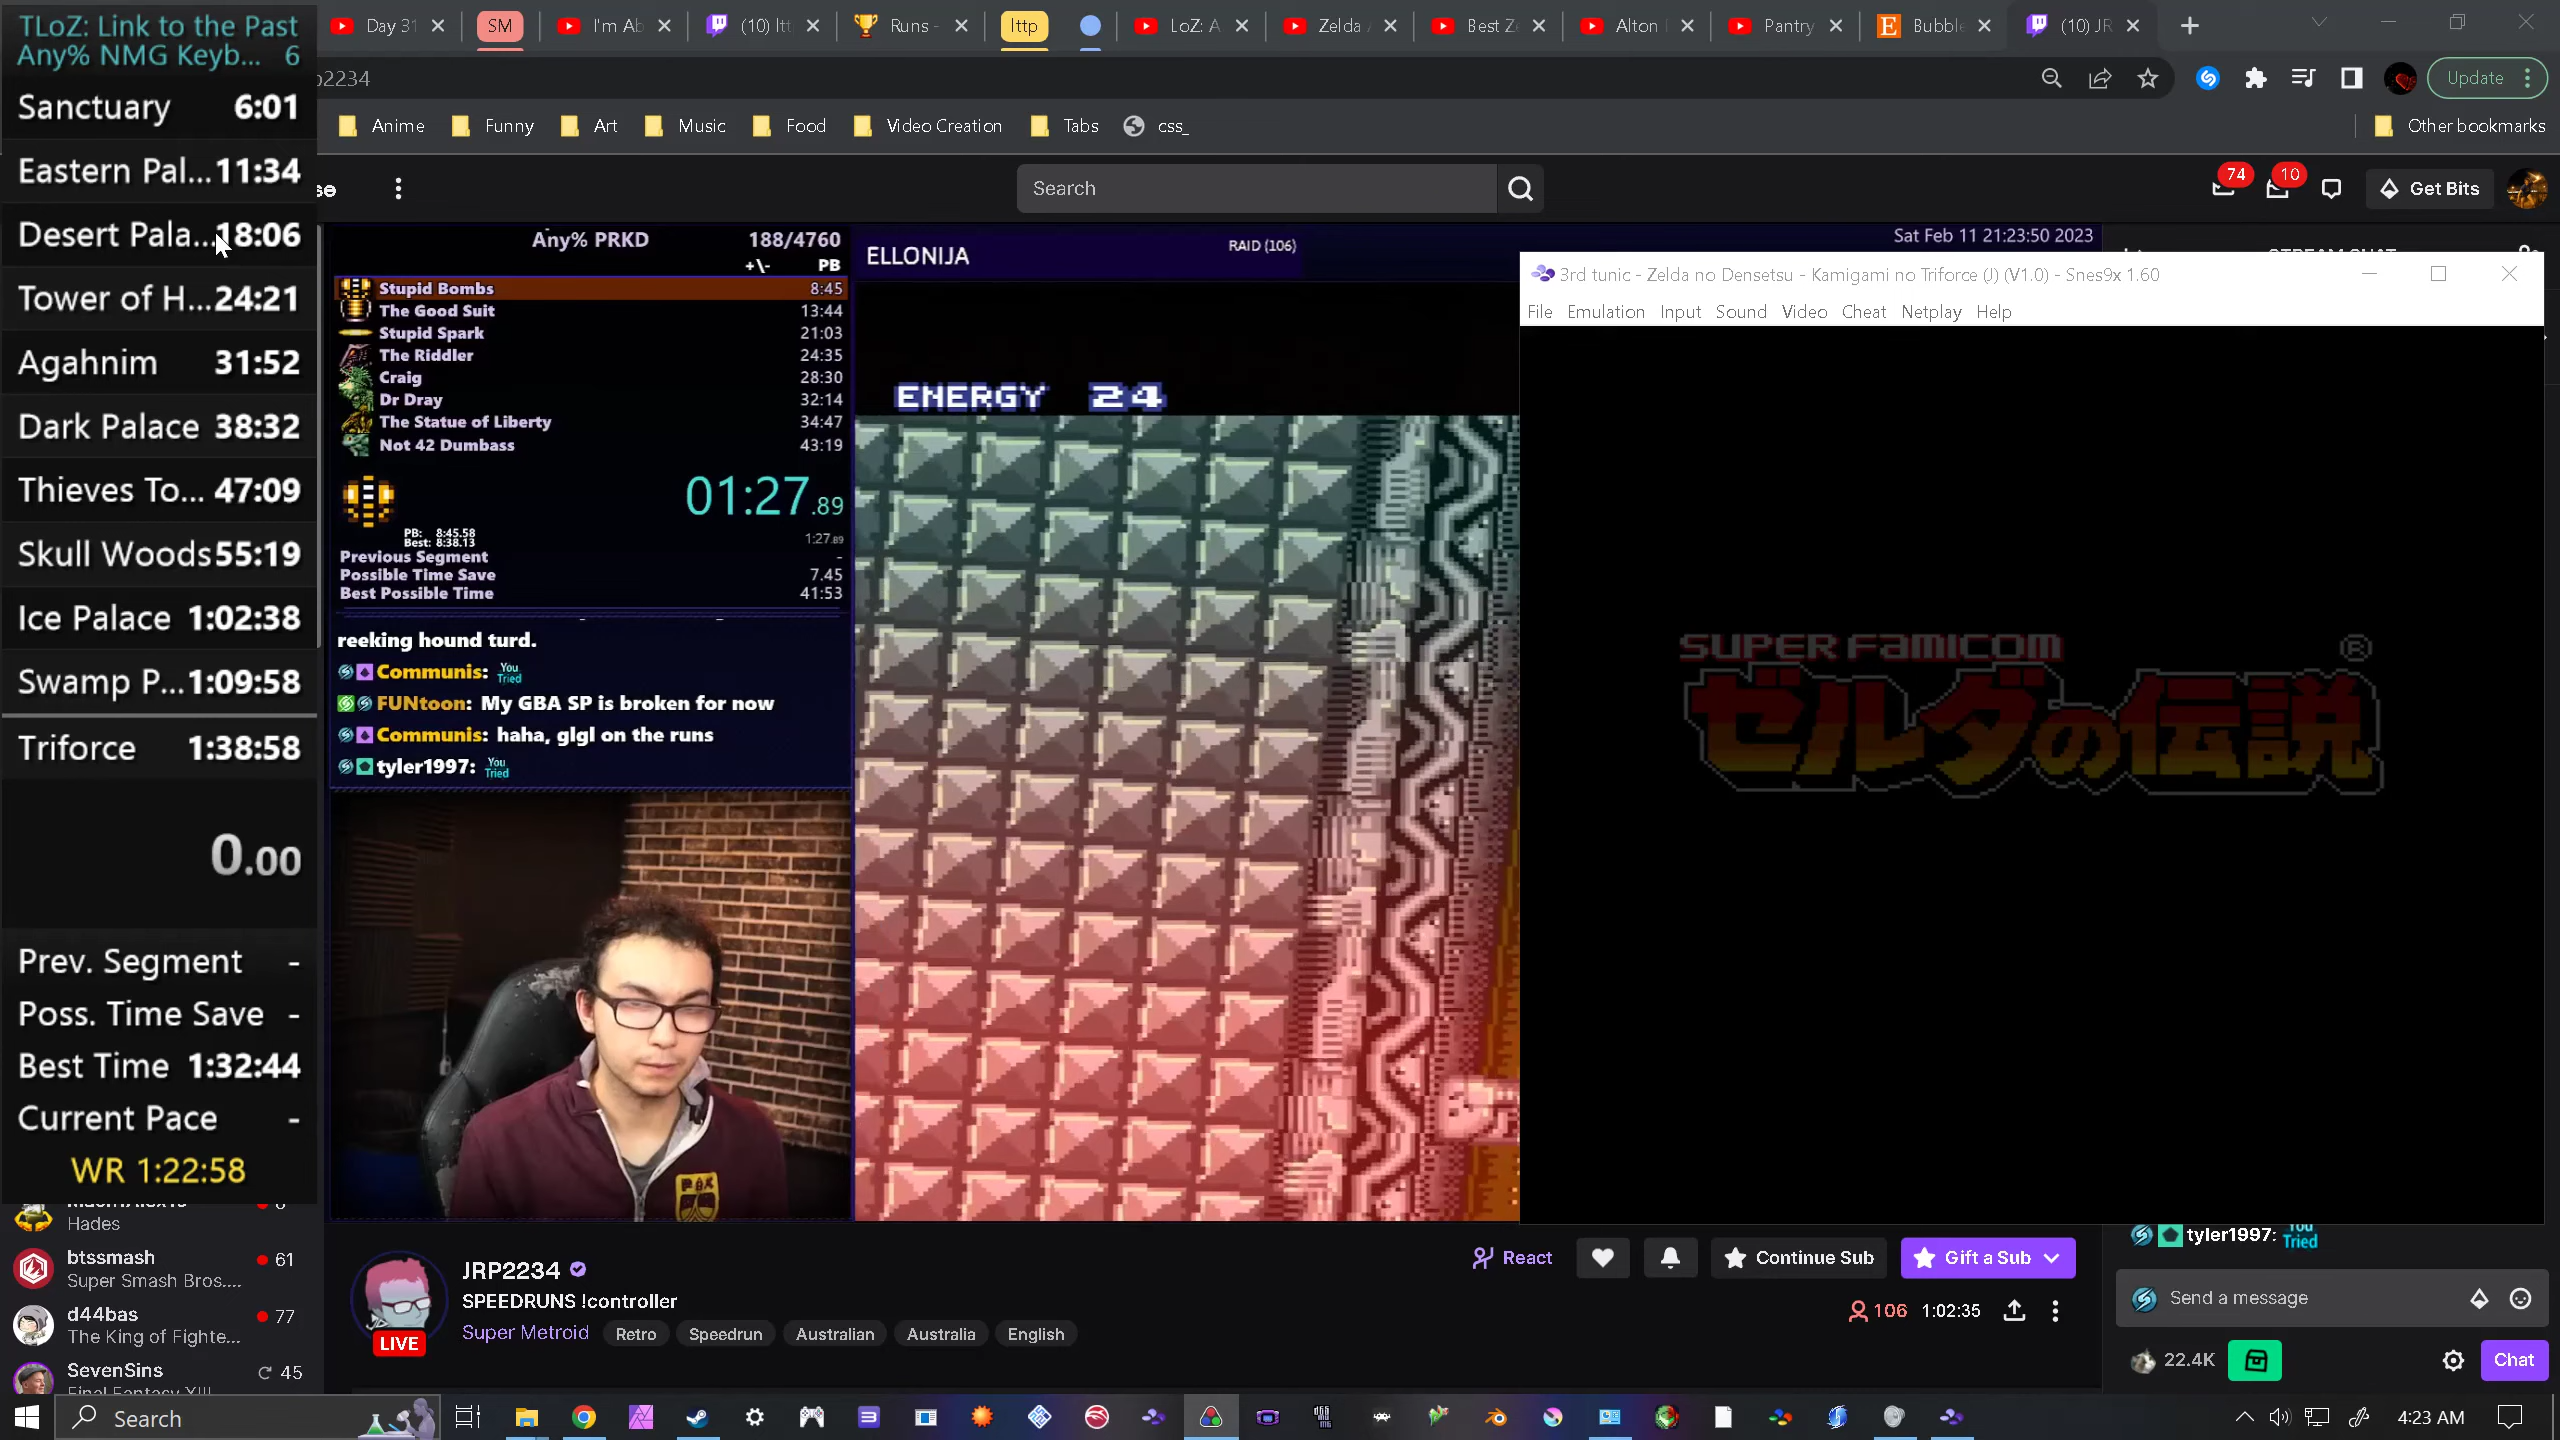 TLoZ: Link to the Past
Any% NMG Keyb... 6
Sanctuary 6:01
Eastern Pal... 11:34
Desert Pala... 18:06
Tower of H... 24:21
Agahnim 31:52
Dark Palace 38:32
Thieves To... 47:09
Skull Woods 55:19
Ice Palace 1:02:38
Swamp P... 1:09:58
Triforce 1:38:58
0.00
Prev. Segment -
Poss. Time Save -
Best Time 1:32:44
Current Pace -
WR 1:22:58
Hades
btssmash 61
Super Smash Bros....
d44bas 77
The King of Fighte...
SevenSins 45
Day 31
SM
I'm Ab
(10) ltt
Runs -
lttp
LoZ: A
Zelda
Best Z
Alton
Pantry
Bubble
(10) JR
p2234
Update
Anime
Funny
Art
Music
Food
Video Creation
Tabs
css_
Other bookmarks
se
Search
74
10
Get Bits
Any% PRKD 188/4760
+\- PB
Stupid Bombs 8:45
The Good Suit 13:44
Stupid Spark 21:03
The Riddler 24:35
Craig 28:30
Dr Dray 32:14
The Statue of Liberty 34:47
Not 42 Dumbass 43:19
01:27.89
PB: 8:45.58
Best: 8:38.13
1:27.89
Previous Segment -
Possible Time Save 7.45
Best Possible Time 41:53
reeking hound turd.
Communis: You Tried
FUNtoon: My GBA SP is broken for now
Communis: haha, glgl on the runs
tyler1997: You Tried
ELLONIJA
RAID (106)
Sat Feb 11 21:23:50 2023
ENERGY 24
3rd tunic - Zelda no Densetsu - Kamigami no Triforce (J) (V1.0) - Snes9x 1.60
File Emulation Input Sound Video Cheat Netplay Help
SUPER FAMICOM ®
ゼルダの伝説
JRP2234
LIVE
SPEEDRUNS !controller
Super Metroid
Retro
Speedrun
Australian
Australia
English
React
Continue Sub
Gift a Sub
106 1:02:35
tyler1997: You Tried
Send a message
22.4K
Chat
Search
4:23 AM